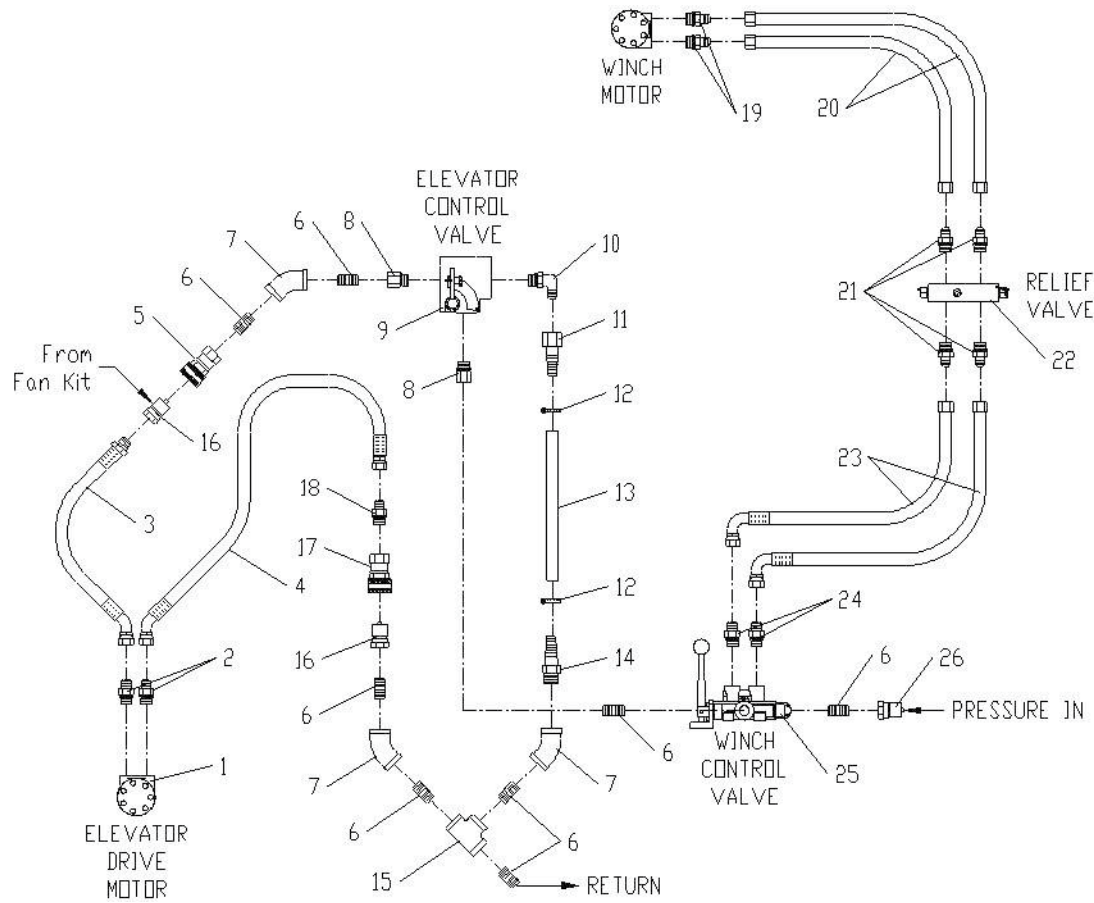 WINCH
MOTOR
19
20
ELEVATOR
CONTROL
VALVE
7
6
8
10
6
5
9
11
21
RELIEF
VALVE
22
From
Fan Kit
16
8
12
3
18
13
23
4
17
12
24
2
16
14
6
26
6
PRESSURE IN
1
7
6
WINCH
CONTROL
VALVE
7
25
ELEVATOR
DRIVE
MOTOR
6
15
6
RETURN